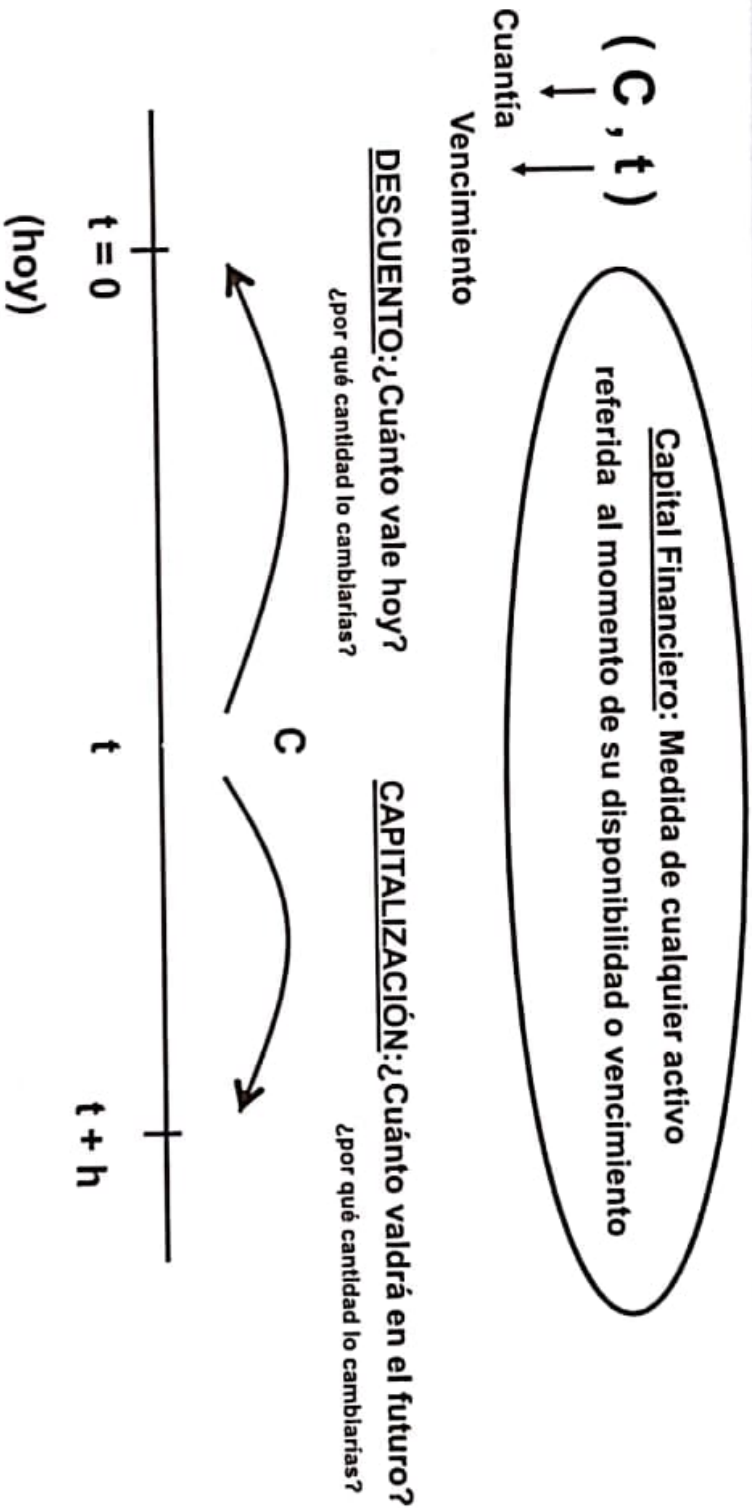 ( C , t )
Cuantía
Vencimiento
Capital Financiero: Medida de cualquier activo
referida al momento de su disponibilidad o vencimiento
DESCUENTO:¿Cuánto vale hoy?
¿por qué cantidad lo cambiarías?
CAPITALIZACIÓN:¿Cuánto valdrá en el futuro?
¿por qué cantidad lo cambiarías?
C
t = 0
t
t + h
(hoy)